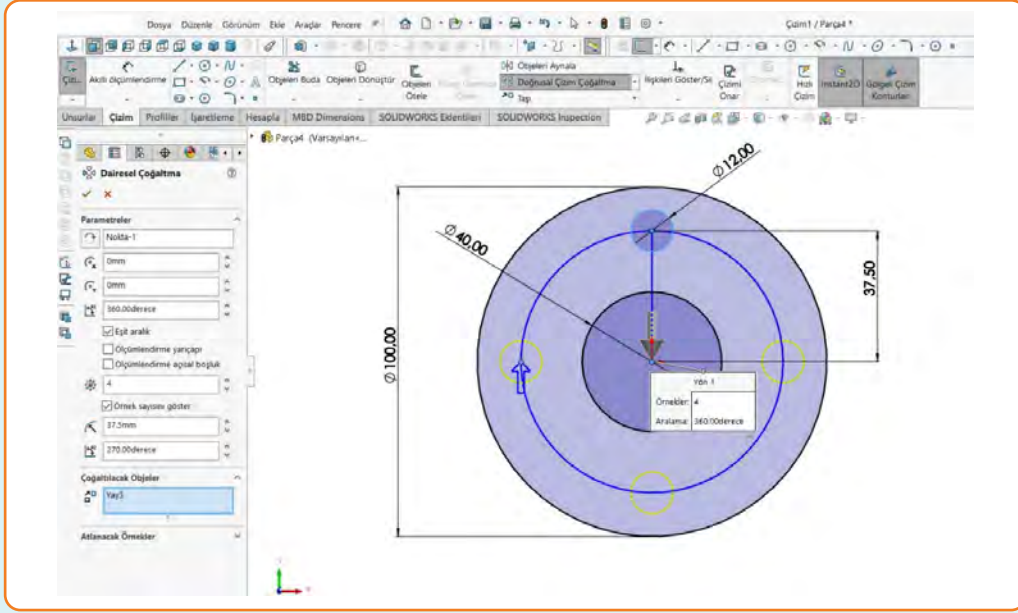 Dosya Düzenle Görünüm Ekle Araçlar Pencere
Çizim1 / Parça4 *
Çiz... Akıllı ölçümlendirme
Objeleri Buda Objeleri Dönüştür
Objeleri Ötele
Objeleri Aynala
Doğrusal Çizim Çoğaltma
Taşı
İlişkileri Göster/Sil
Çizimi Onar
Hızlı Çizim
Instant2D
Gölgeli Çizim Konturları
Unsurlar Çizim Profiller İşaretleme Hesapla MBD Dimensions SOLIDWORKS Eklentileri SOLIDWORKS Inspection
Parça4 (Varsayılan<...
Dairesel Çoğaltma
Parametreler
Nokta-1
0mm
0mm
360.00derece
Eşit aralık
Ölçümlendirme yarıçapı
Ölçümlendirme açısal boşluk
4
Örnek sayısını göster
37.5mm
270.00derece
Çoğaltılacak Objeler
Yay3
Atlanacak Örnekler
Ø12,00
Ø40,00
37,50
Ø100,00
Yön 1
Örnekler: 4
Aralama: 360.00derece